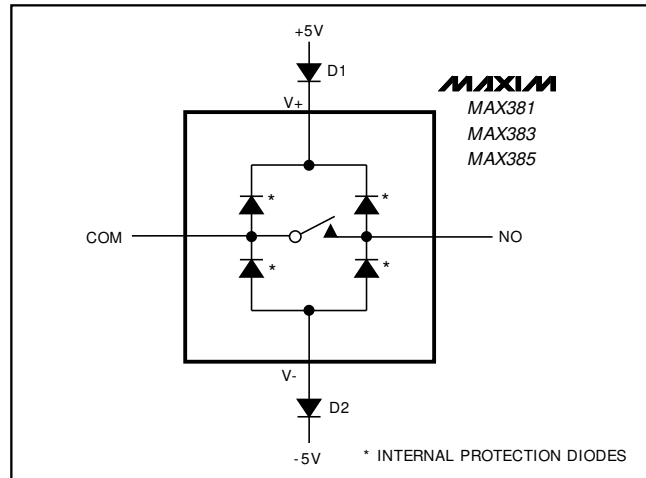 +5V
D1
V+
MAXIM
MAX381
MAX383
MAX385
*
*
COM
NO
*
*
V-
D2
-5V
* INTERNAL PROTECTION DIODES